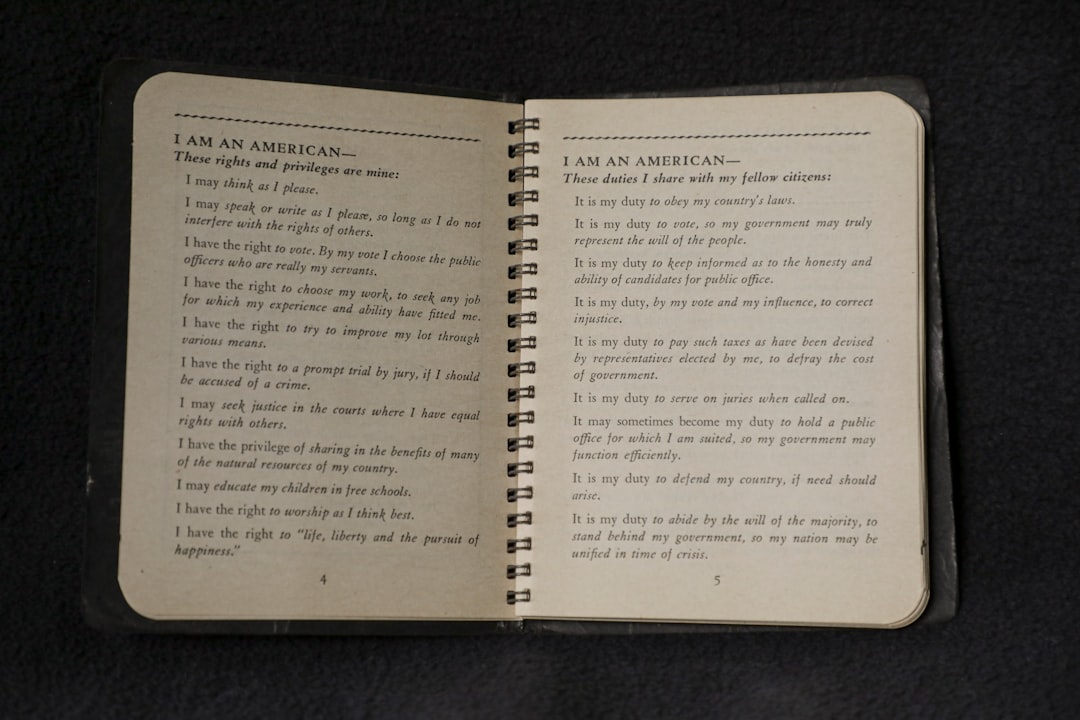 I AM AN AMERICAN—
These rights and privileges are mine:
I may think as I please.
I may speak or write as I please, so long as I do not
interfere with the rights of others.
I have the right to vote. By my vote I choose the public
officers who are really my servants.
I have the right to choose my work, to seek any job
for which my experience and ability have fitted me.
I have the right to try to improve my lot through
various means.
I have the right to a prompt trial by jury, if I should
be accused of a crime.
I may seek justice in the courts where I have equal
rights with others.
I have the privilege of sharing in the benefits of many
of the natural resources of my country.
I may educate my children in free schools.
I have the right to worship as I think best.
I have the right to “life, liberty and the pursuit of
happiness.”
4
I AM AN AMERICAN—
These duties I share with my fellow citizens:
It is my duty to obey my country's laws.
It is my duty to vote, so my government may truly
represent the will of the people.
It is my duty to keep informed as to the honesty and
ability of candidates for public office.
It is my duty, by my vote and my influence, to correct
injustice.
It is my duty to pay such taxes as have been devised
by representatives elected by me, to defray the cost
of government.
It is my duty to serve on juries when called on.
It may sometimes become my duty to hold a public
office for which I am suited, so my government may
function efficiently.
It is my duty to defend my country, if need should
arise.
It is my duty to abide by the will of the majority, to
stand behind my government, so my nation may be
unified in time of crisis.
5